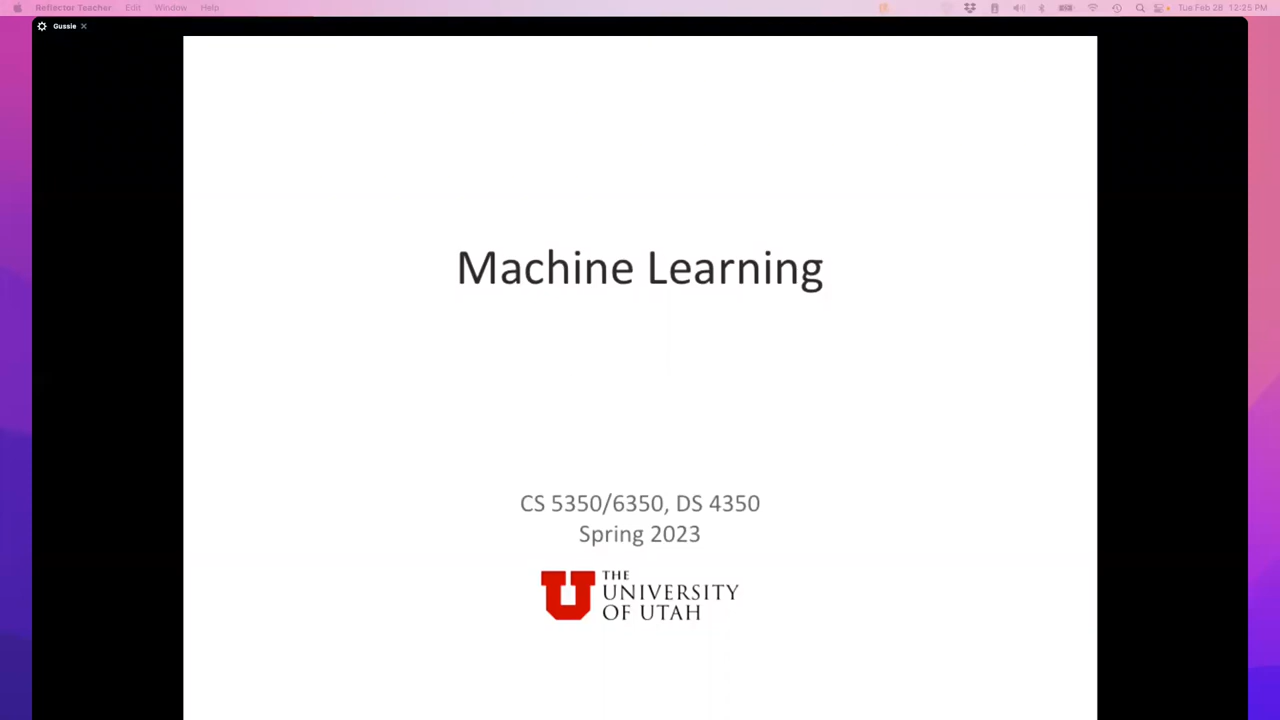 Reflector Teacher Edit Window Help
Tue Feb 28 12:25 PM
Gussie
Machine Learning
CS 5350/6350, DS 4350
Spring 2023
THE
UNIVERSITY
OF UTAH